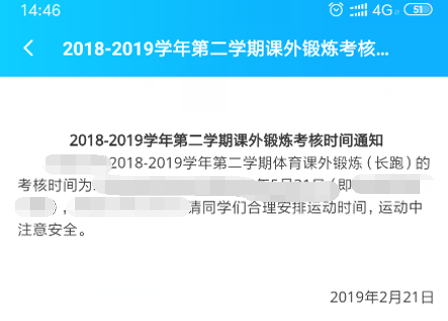 14:46
4G
51
2018-2019学年第二学期课外锻炼考核...
2018-2019学年第二学期课外锻炼考核时间通知
2018-2019学年第二学期体育课外锻炼（长跑）的
考核时间为 年5月31日（即
），请同学们合理安排运动时间，运动中
注意安全。
2019年2月21日